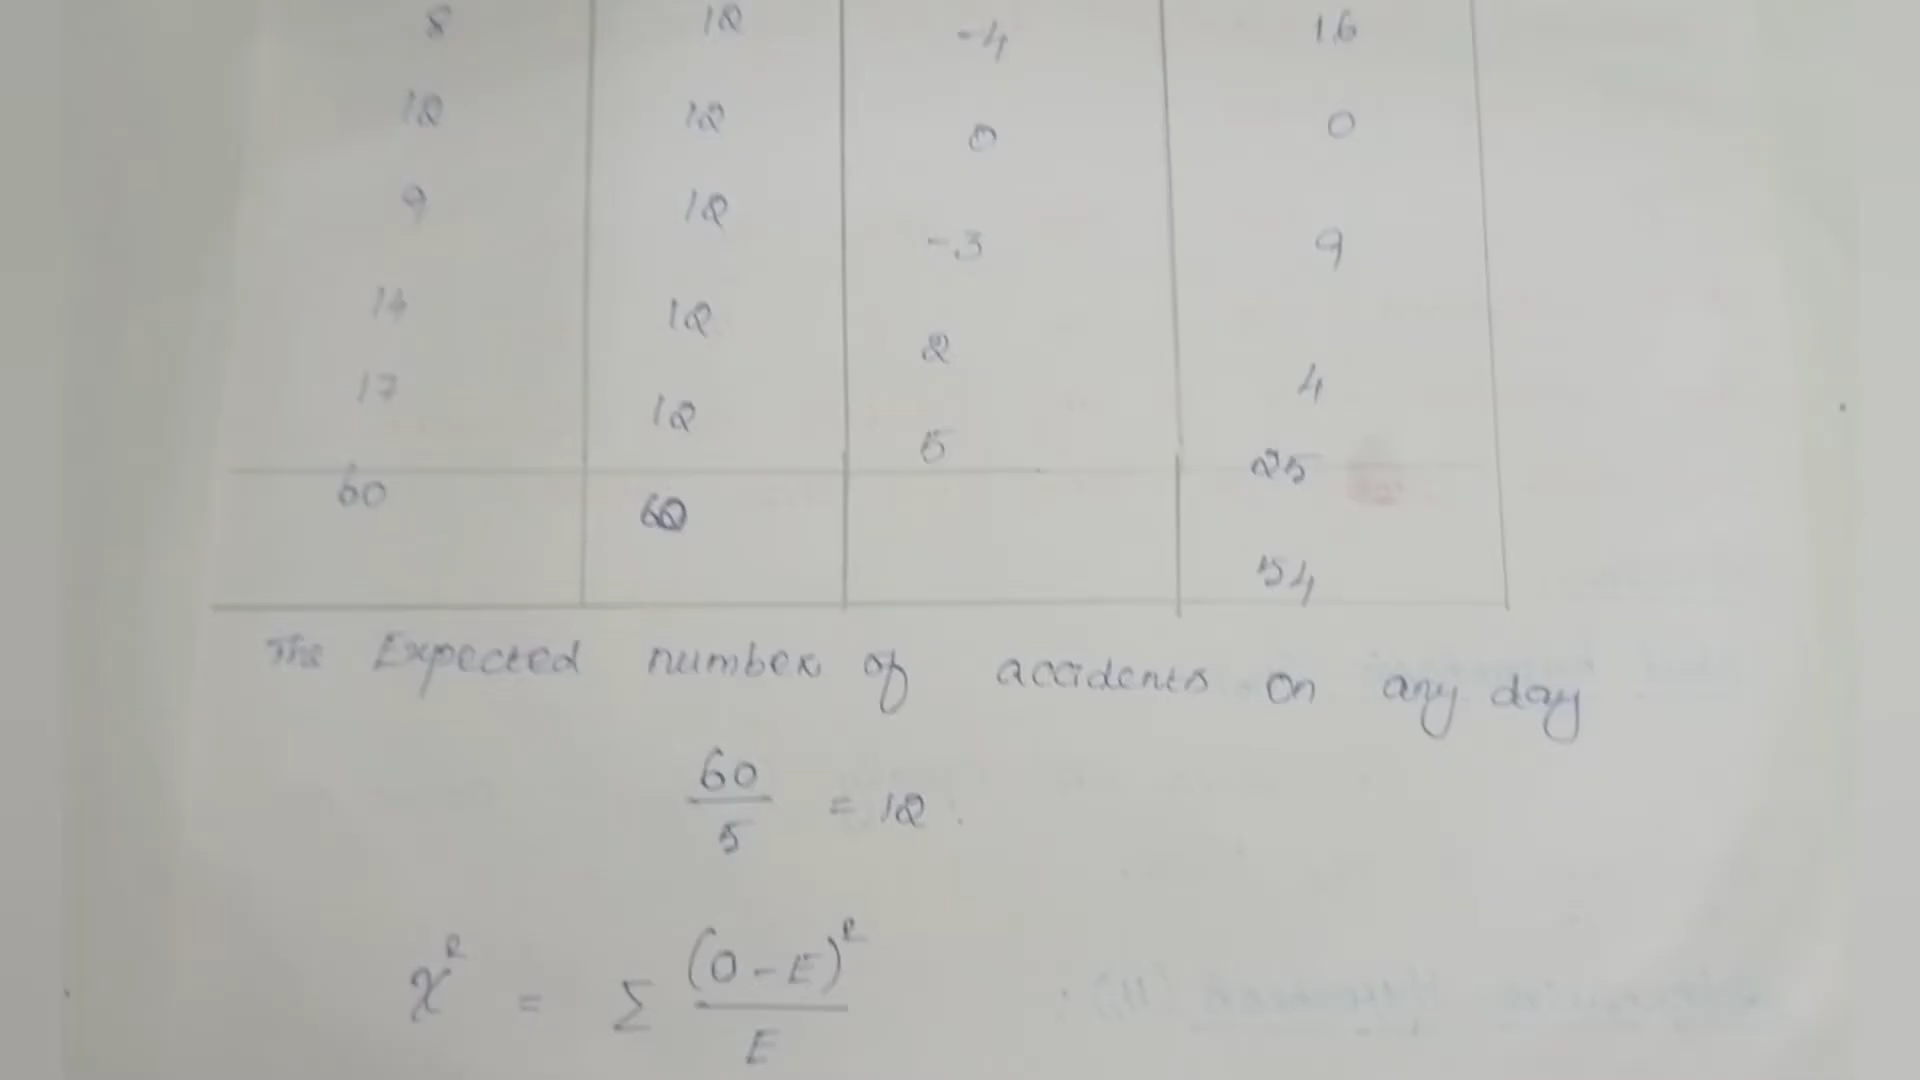 8 12 -4 16
12 12 0 0
9 12 -3 9
14 12 2 4
17 12 5 25
60 60 54
The Expected number of accidents on any day
60/5 = 12.
χ² = Σ (O-E)²/E